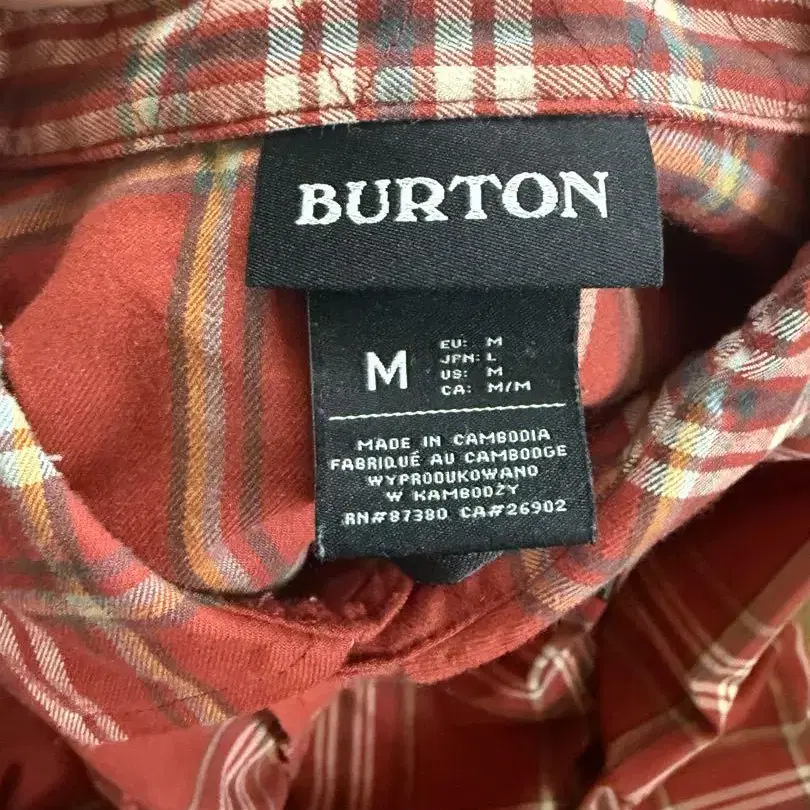 BURTON
M
EU: M
JPN: L
US: M
CA: M/M
MADE IN CAMBODIA
FABRIQUÉ AU CAMBODGE
WYPRODUKOWANO
W KAMBODŻY
RN#87380 CA#26902